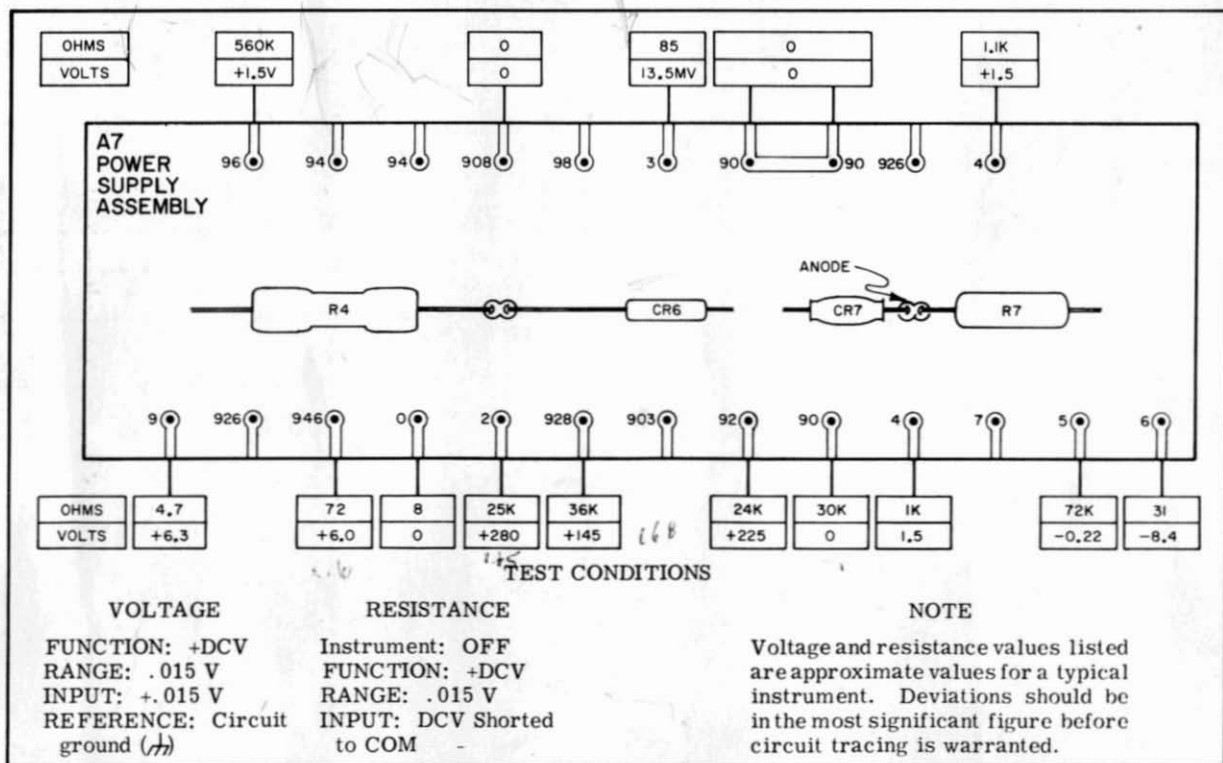 OHMS 560K 0 85 0 1.1K
VOLTS +1.5V 0 13.5MV 0 +1.5
A7
POWER
SUPPLY
ASSEMBLY
96 94 94 908 98 3 90 90 926 4
ANODE
R4 CR6 CR7 R7
9 926 946 0 2 928 903 92 90 4 7 5 6
OHMS 4.7 72 8 25K 36K 24K 30K 1K 72K 31
VOLTS +6.3 +6.0 0 +280 +145 +225 0 1.5 -0.22 -8.4
168
TEST CONDITIONS
VOLTAGE
FUNCTION: +DCV
RANGE: .015 V
INPUT: +.015 V
REFERENCE: Circuit
ground (⏚)
RESISTANCE
Instrument: OFF
FUNCTION: +DCV
RANGE: .015 V
INPUT: DCV Shorted
to COM
NOTE
Voltage and resistance values listed
are approximate values for a typical
instrument. Deviations should be
in the most significant figure before
circuit tracing is warranted.